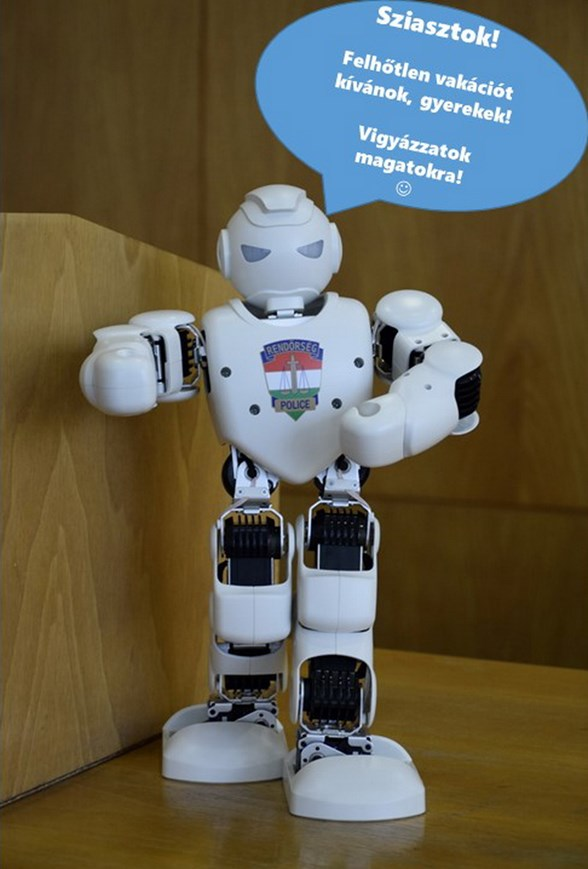 Sziasztok!
Felhőtlen vakációt
kívánok, gyerekek!
Vigyázzatok
magatokra!
☺
RENDŐRSÉG
POLICE